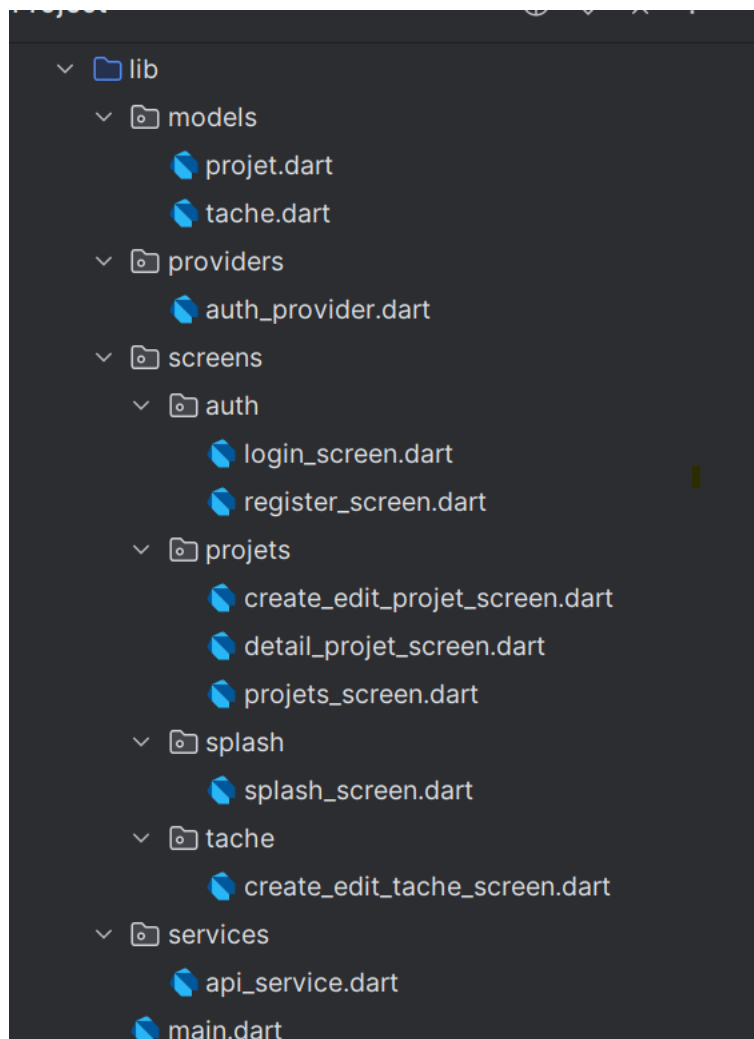 Project
lib
models
projet.dart
tache.dart
providers
auth_provider.dart
screens
auth
login_screen.dart
register_screen.dart
projets
create_edit_projet_screen.dart
detail_projet_screen.dart
projets_screen.dart
splash
splash_screen.dart
tache
create_edit_tache_screen.dart
services
api_service.dart
main.dart